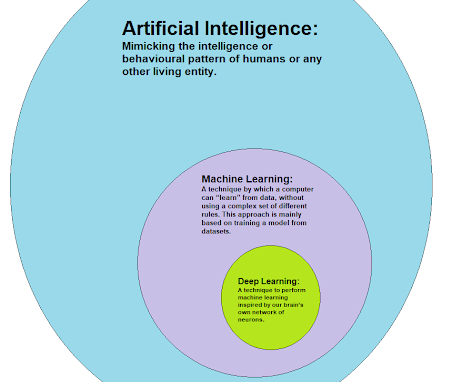 Artificial Intelligence:
Mimicking the intelligence or
behavioural pattern of humans or any
other living entity.
Machine Learning:
A technique by which a computer
can "learn" from data, without
using a complex set of different
rules. This approach is mainly
based on training a model from
datasets.
Deep Learning:
A technique to perform
machine learning
inspired by our brain's
own network of
neurons.